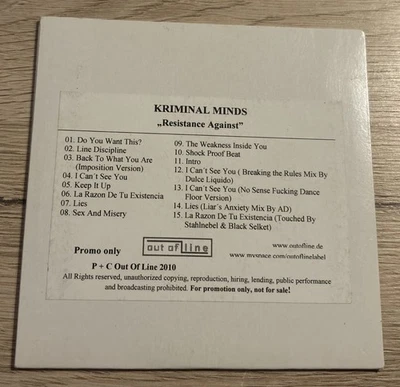 KRIMINAL MINDS
„Resistance Against”
01. Do You Want This?
02. Line Discipline
03. Back To What You Are
(Imposition Version)
04. I Can´t See You
05. Keep It Up
06. La Razon De Tu Existencia
07. Lies
08. Sex And Misery
09. The Weakness Inside You
10. Shock Proof Beat
11. Intro
12. I Can´t See You ( Breaking the Rules Mix By
Dulce Liquido)
13. I Can´t See You (No Sense Fucking Dance
Floor Version)
14. Lies (Liar´s Anxiety Mix By AD)
15. La Razon De Tu Existencia (Touched By
Stahlnebel & Black Selket)
Promo only
out of line
www.outofline.de
www.myspace.com/outoflinelabel
P + C Out Of Line 2010
All Rights reserved, unauthorized copying, reproduction, hiring, lending, public performance
and broadcasting prohibited. For promotion only, not for sale!